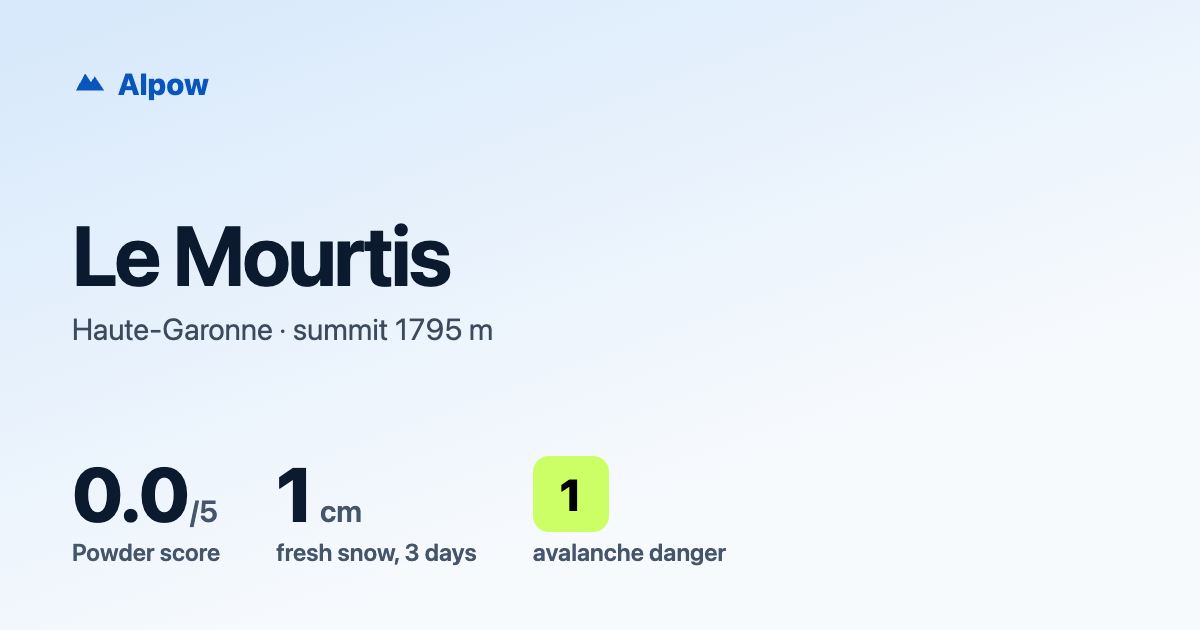 Alpow
Le Mourtis
Haute-Garonne · summit 1795 m
0.0/5 1 cm 1
Powder score fresh snow, 3 days avalanche danger